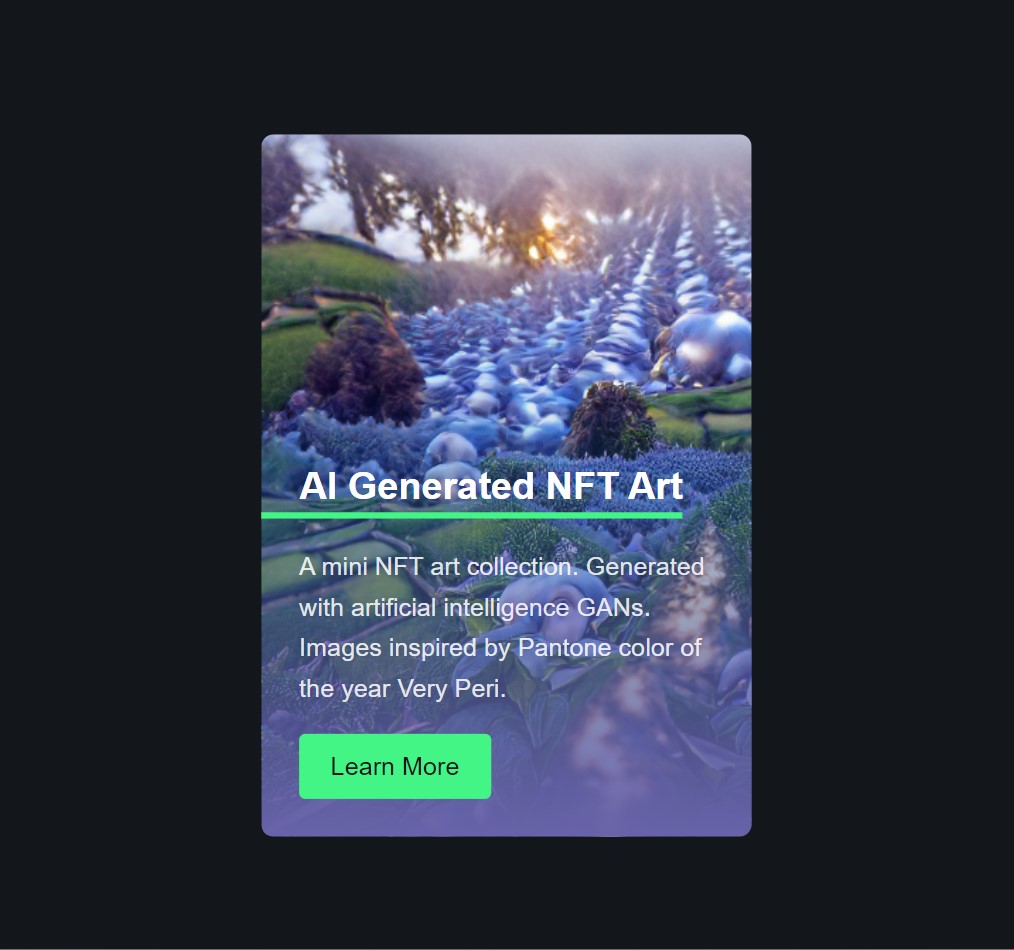 AI Generated NFT Art
A mini NFT art collection. Generated
with artificial intelligence GANs.
Images inspired by Pantone color of
the year Very Peri.
Learn More